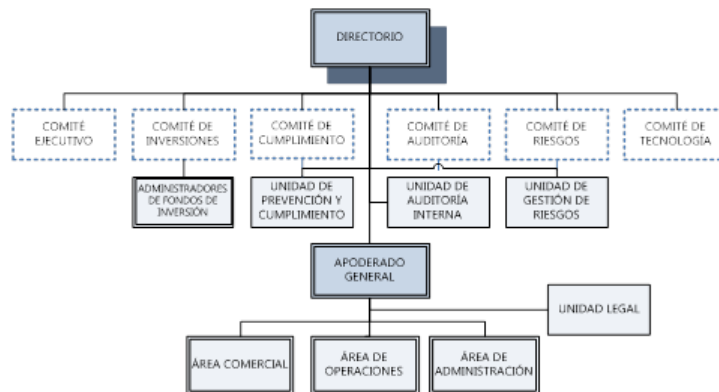 DIRECTORIO
COMITÉ
EJECUTIVO
COMITÉ DE
INVERSIONES
COMITÉ DE
CUMPLIMIENTO
COMITÉ DE
AUDITORÍA
COMITÉ DE
RIESGOS
COMITÉ DE
TECNOLOGÍA
ADMINISTRADORES
DE FONDOS DE
INVERSIÓN
UNIDAD DE
PREVENCIÓN Y
CUMPLIMIENTO
UNIDAD DE
AUDITORÍA
INTERNA
UNIDAD DE
GESTIÓN DE
RIESGOS
APODERADO
GENERAL
UNIDAD LEGAL
ÁREA COMERCIAL
ÁREA DE
OPERACIONES
ÁREA DE
ADMINISTRACIÓN